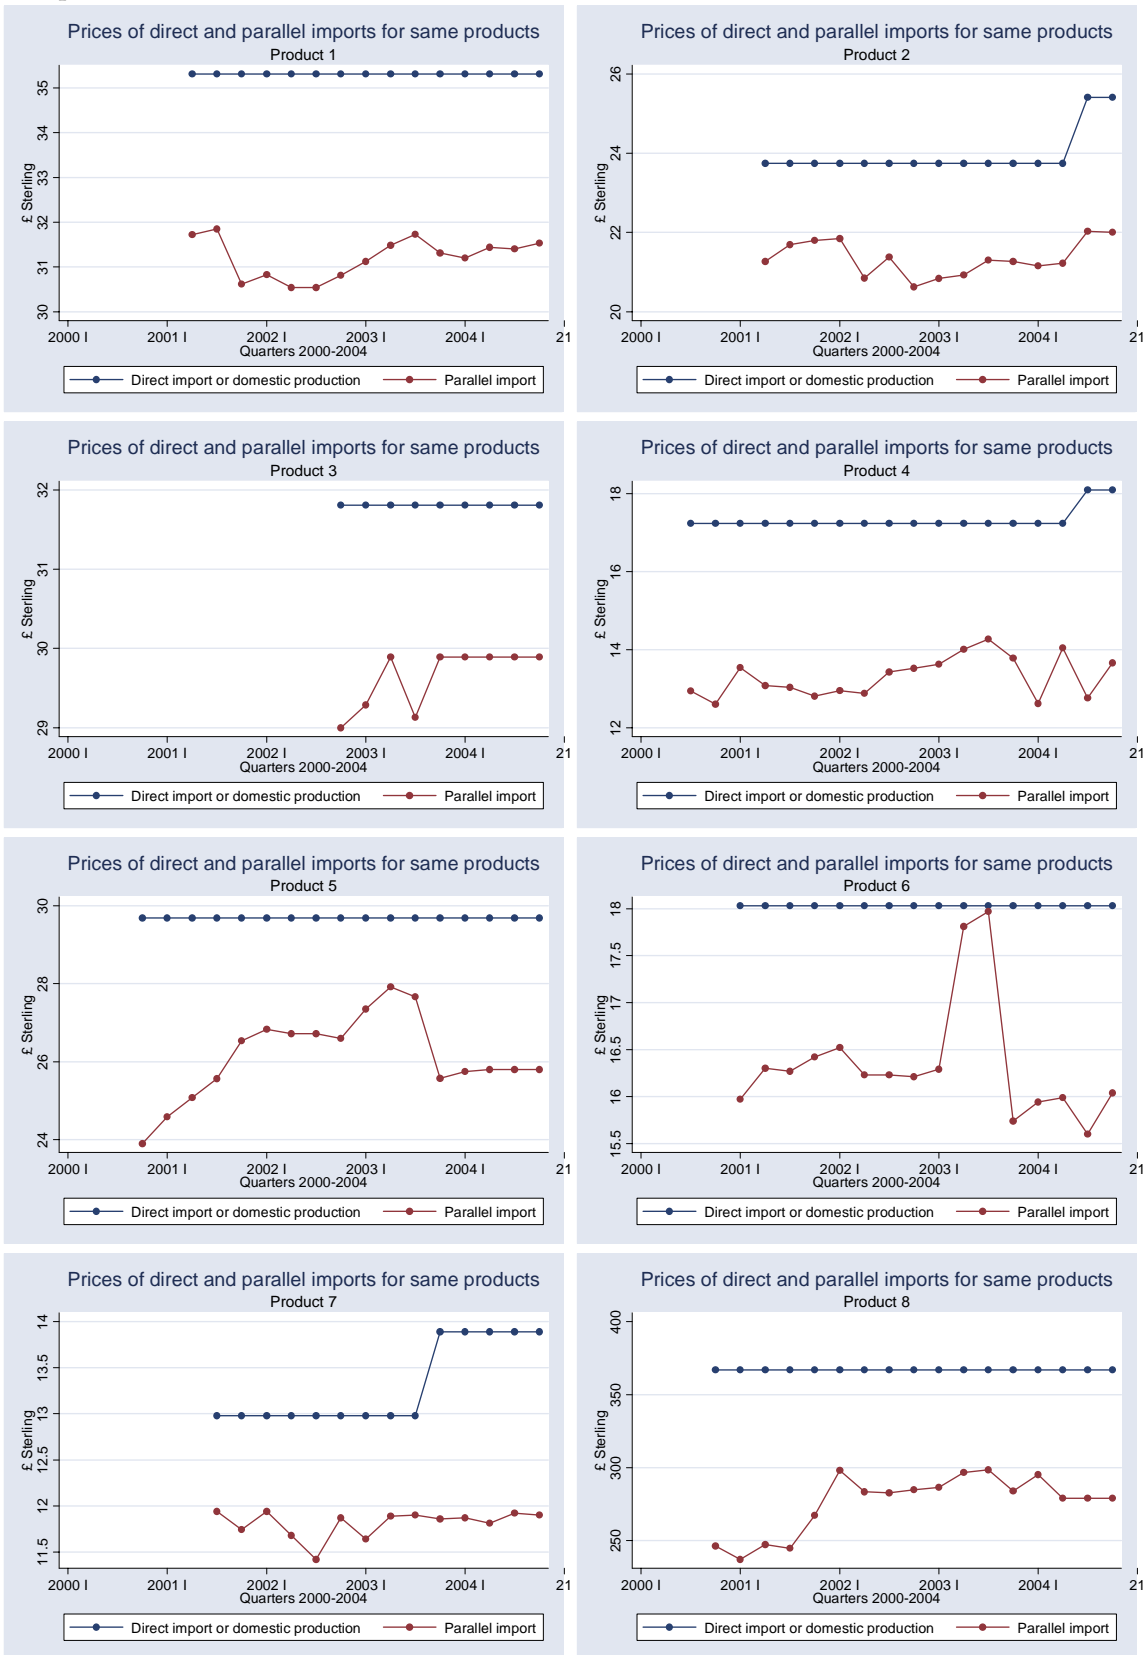 Prices of direct and parallel imports for same products
Product 1
£ Sterling
35
34
33
32
31
30
2000 I 2001 I 2002 I 2003 I 2004 I 21
Quarters 2000-2004
Direct import or domestic production Parallel import
Prices of direct and parallel imports for same products
Product 2
£ Sterling
26
24
22
20
2000 I 2001 I 2002 I 2003 I 2004 I 21
Quarters 2000-2004
Direct import or domestic production Parallel import
Prices of direct and parallel imports for same products
Product 3
£ Sterling
32
31
30
29
2000 I 2001 I 2002 I 2003 I 2004 I 21
Quarters 2000-2004
Direct import or domestic production Parallel import
Prices of direct and parallel imports for same products
Product 4
£ Sterling
18
16
14
12
2000 I 2001 I 2002 I 2003 I 2004 I 21
Quarters 2000-2004
Direct import or domestic production Parallel import
Prices of direct and parallel imports for same products
Product 5
£ Sterling
30
28
26
24
2000 I 2001 I 2002 I 2003 I 2004 I 21
Quarters 2000-2004
Direct import or domestic production Parallel import
Prices of direct and parallel imports for same products
Product 6
£ Sterling
18
17.5
17
16.5
16
15.5
2000 I 2001 I 2002 I 2003 I 2004 I 21
Quarters 2000-2004
Direct import or domestic production Parallel import
Prices of direct and parallel imports for same products
Product 7
£ Sterling
14
13.5
13
12.5
12
11.5
2000 I 2001 I 2002 I 2003 I 2004 I 21
Quarters 2000-2004
Direct import or domestic production Parallel import
Prices of direct and parallel imports for same products
Product 8
£ Sterling
400
350
300
250
2000 I 2001 I 2002 I 2003 I 2004 I 21
Quarters 2000-2004
Direct import or domestic production Parallel import